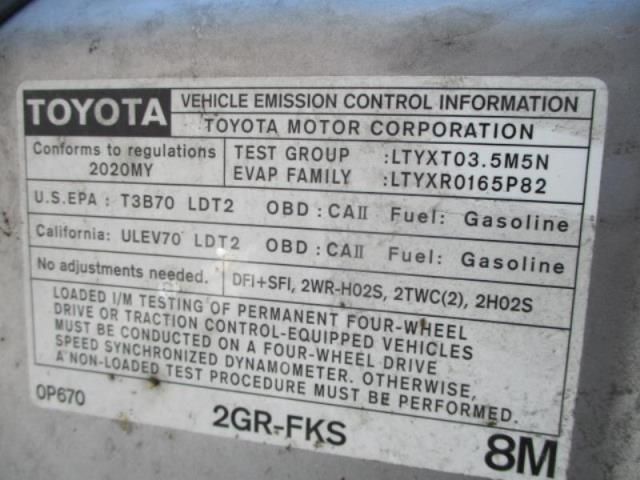 TOYOTA
VEHICLE EMISSION CONTROL INFORMATION
TOYOTA MOTOR CORPORATION
Conforms to regulations
2020MY
TEST GROUP :LTYXT03.5M5N
EVAP FAMILY :LTYXR0165P82
U.S.EPA : T3B70 LDT2 OBD : CAII Fuel: Gasoline
California: ULEV70 LDT2 OBD : CAII Fuel: Gasoline
No adjustments needed.
DFI+SFI, 2WR-HO2S, 2TWC(2), 2HO2S
LOADED I/M TESTING OF PERMANENT FOUR-WHEEL
DRIVE OR TRACTION CONTROL-EQUIPPED VEHICLES
MUST BE CONDUCTED ON A FOUR-WHEEL DRIVE
SPEED SYNCHRONIZED DYNAMOMETER. OTHERWISE,
A NON-LOADED TEST PROCEDURE MUST BE PERFORMED.
0P670
2GR-FKS
8M